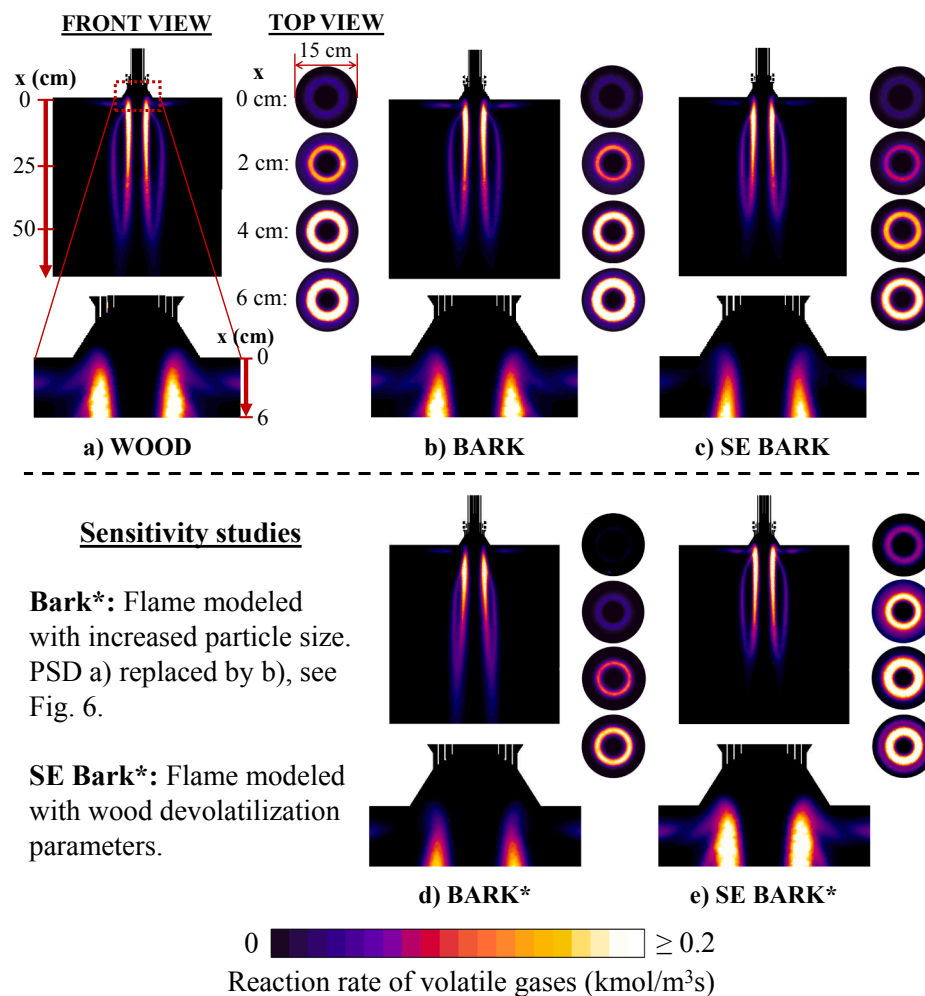 FRONT VIEW
TOP VIEW
15 cm
x (cm)
x
0
0 cm:
25
2 cm:
50
4 cm:
6 cm:
x (cm)
0
6
a) WOOD
b) BARK
c) SE BARK
Sensitivity studies
Bark*: Flame modeled
with increased particle size.
PSD a) replaced by b), see
Fig. 6.
SE Bark*: Flame modeled
with wood devolatilization
parameters.
d) BARK*
e) SE BARK*
0
≥ 0.2
Reaction rate of volatile gases (kmol/m³s)